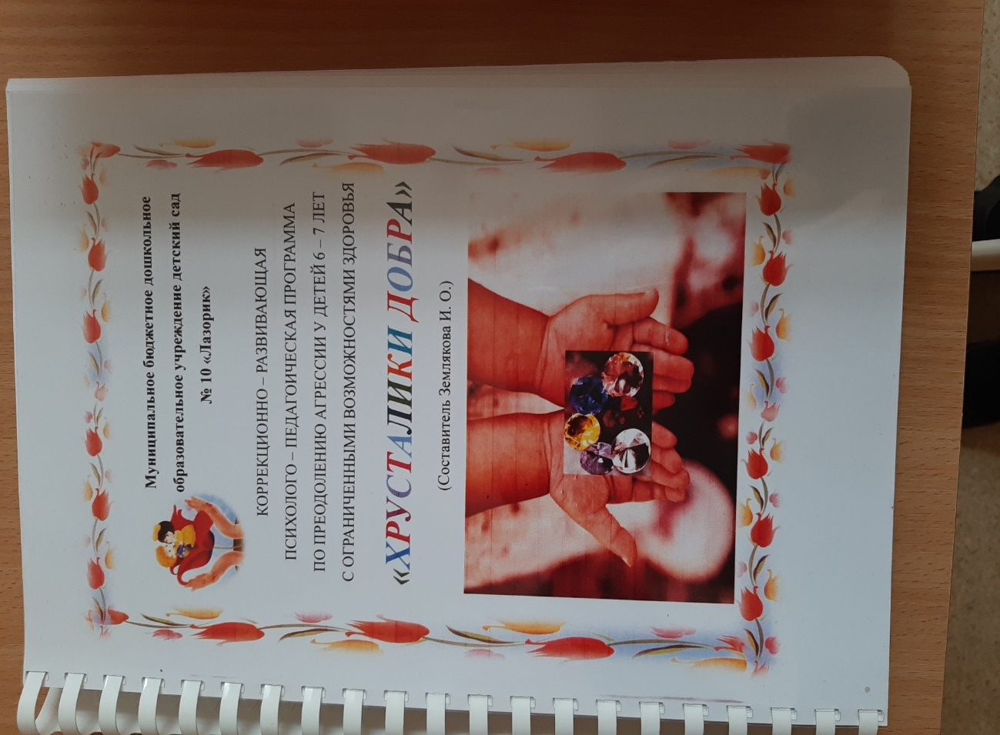 Муниципальное бюджетное дошкольное
образовательное учреждение детский сад
№ 10 «Лазорик»
КОРРЕКЦИОННО – РАЗВИВАЮЩАЯ
ПСИХОЛОГО – ПЕДАГОИЧЕСКАЯ ПРОГРАММА
ПО ПРЕОДОЛЕНИЮ АГРЕССИИ У ДЕТЕЙ 6 – 7 ЛЕТ
С ОГРАНИЧЕННЫМИ ВОЗМОЖНОСТЯМИ ЗДОРОВЬЯ
«ХРУСТАЛИКИ ДОБРА»
(Составитель Землякова И. О.)